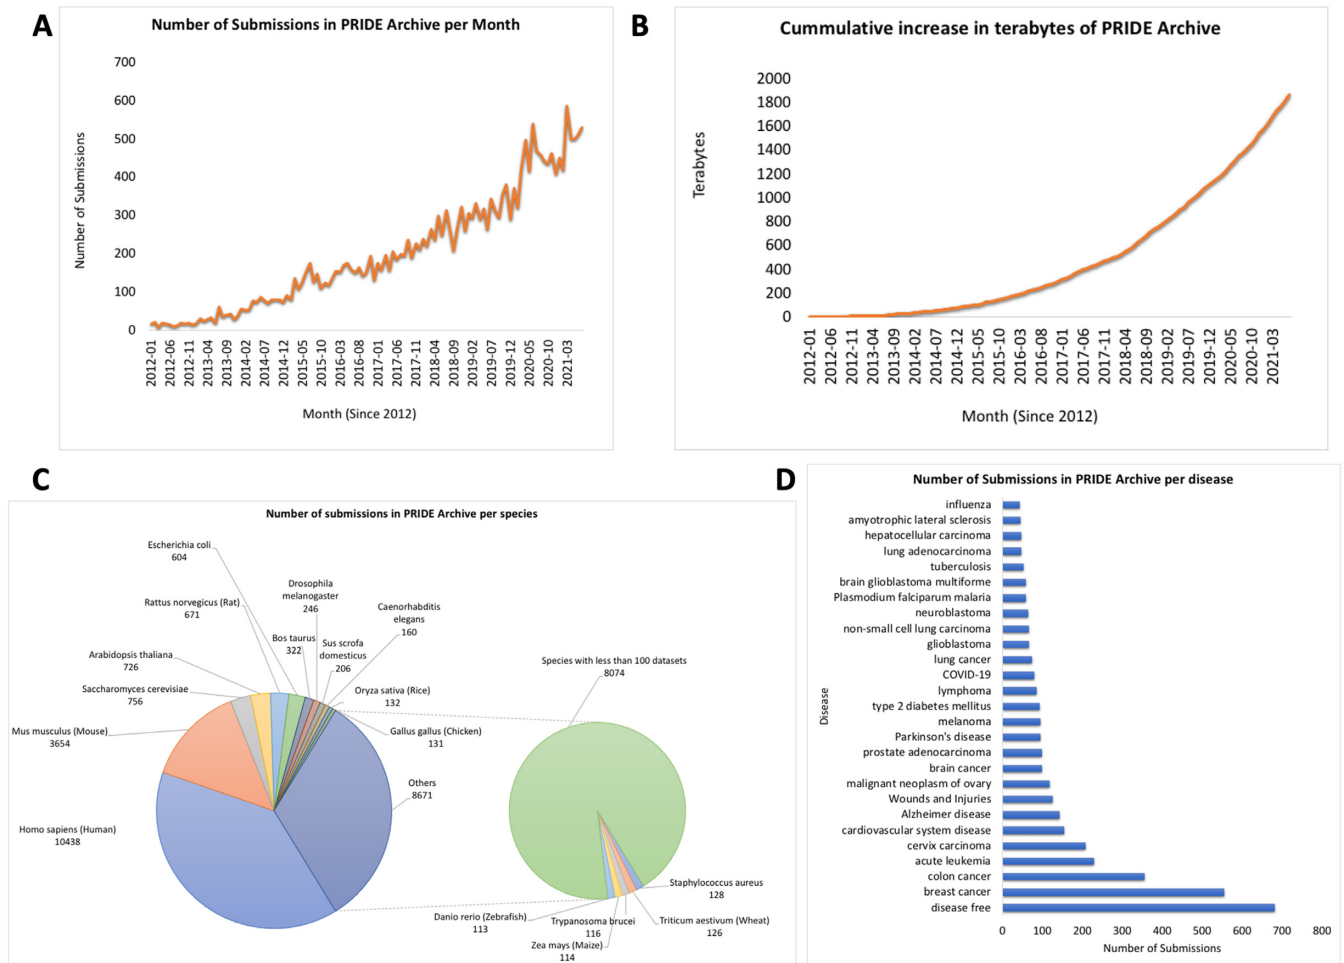 A
Number of Submissions in PRIDE Archive per Month
Number of Submissions
700
600
500
400
300
200
100
0
2012-01
2012-06
2012-11
2013-04
2013-09
2014-02
2014-07
2014-12
2015-05
2015-10
2016-03
2016-08
2017-01
2017-06
2017-11
2018-04
2018-09
2019-02
2019-07
2019-12
2020-05
2020-10
2021-03
Month (Since 2012)
B
Cummulative increase in terabytes of PRIDE Archive
Terabytes
2000
1800
1600
1400
1200
1000
800
600
400
200
0
2012-01
2012-06
2012-11
2013-04
2013-09
2014-02
2014-07
2014-12
2015-05
2015-10
2016-03
2016-08
2017-01
2017-06
2017-11
2018-04
2018-09
2019-02
2019-07
2019-12
2020-05
2020-10
2021-03
Month (Since 2012)
C
Number of submissions in PRIDE Archive per species
Escherichia coli
604
Drosophila
melanogaster
246
Rattus norvegicus (Rat)
671
Caenorhabditis
elegans
160
Bos taurus
322
Sus scrofa
domesticus
206
Arabidopsis thaliana
726
Saccharomyces cerevisiae
756
Oryza sativa (Rice)
132
Mus musculus (Mouse)
3654
Gallus gallus (Chicken)
131
Others
8671
Homo sapiens (Human)
10438
Species with less than 100 datasets
8074
Staphylococcus aureus
128
Danio rerio (Zebrafish)
113
Trypanosoma brucei
116
Triticum aestivum (Wheat)
126
Zea mays (Maize)
114
D
Number of Submissions in PRIDE Archive per disease
Disease
influenza
amyotrophic lateral sclerosis
hepatocellular carcinoma
lung adenocarcinoma
tuberculosis
brain glioblastoma multiforme
Plasmodium falciparum malaria
neuroblastoma
non-small cell lung carcinoma
glioblastoma
lung cancer
COVID-19
lymphoma
type 2 diabetes mellitus
melanoma
Parkinson's disease
prostate adenocarcinoma
brain cancer
malignant neoplasm of ovary
Wounds and Injuries
Alzheimer disease
cardiovascular system disease
cervix carcinoma
acute leukemia
colon cancer
breast cancer
disease free
0 100 200 300 400 500 600 700 800
Number of Submissions